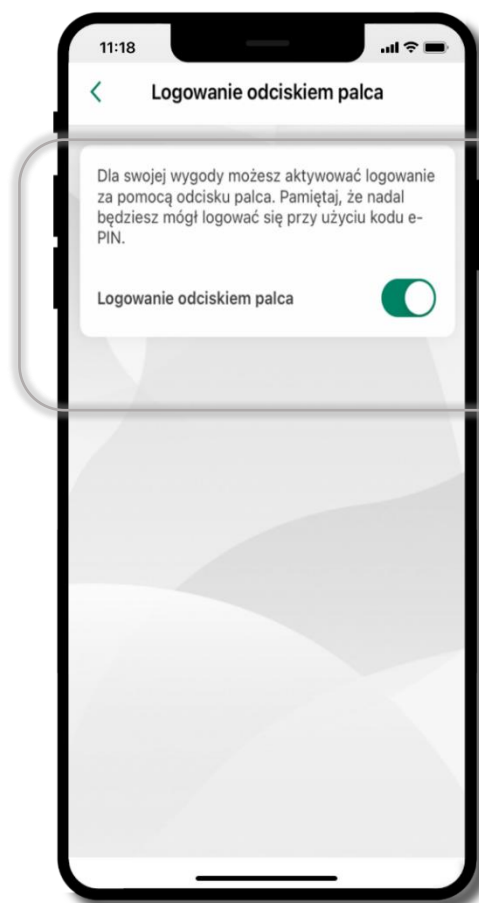 11:18
Logowanie odciskiem palca
Dla swojej wygody możesz aktywować logowanie
za pomocą odcisku palca. Pamiętaj, że nadal
będziesz mógł logować się przy użyciu kodu e-
PIN.
Logowanie odciskiem palca